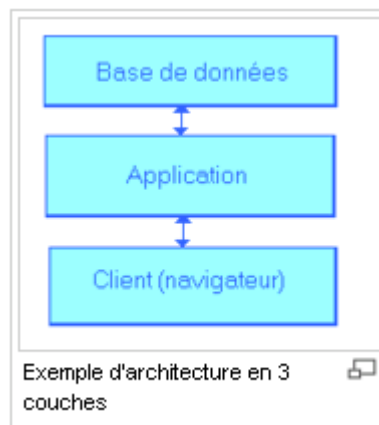 Base de données
Application
Client (navigateur)
Exemple d'architecture en 3
couches